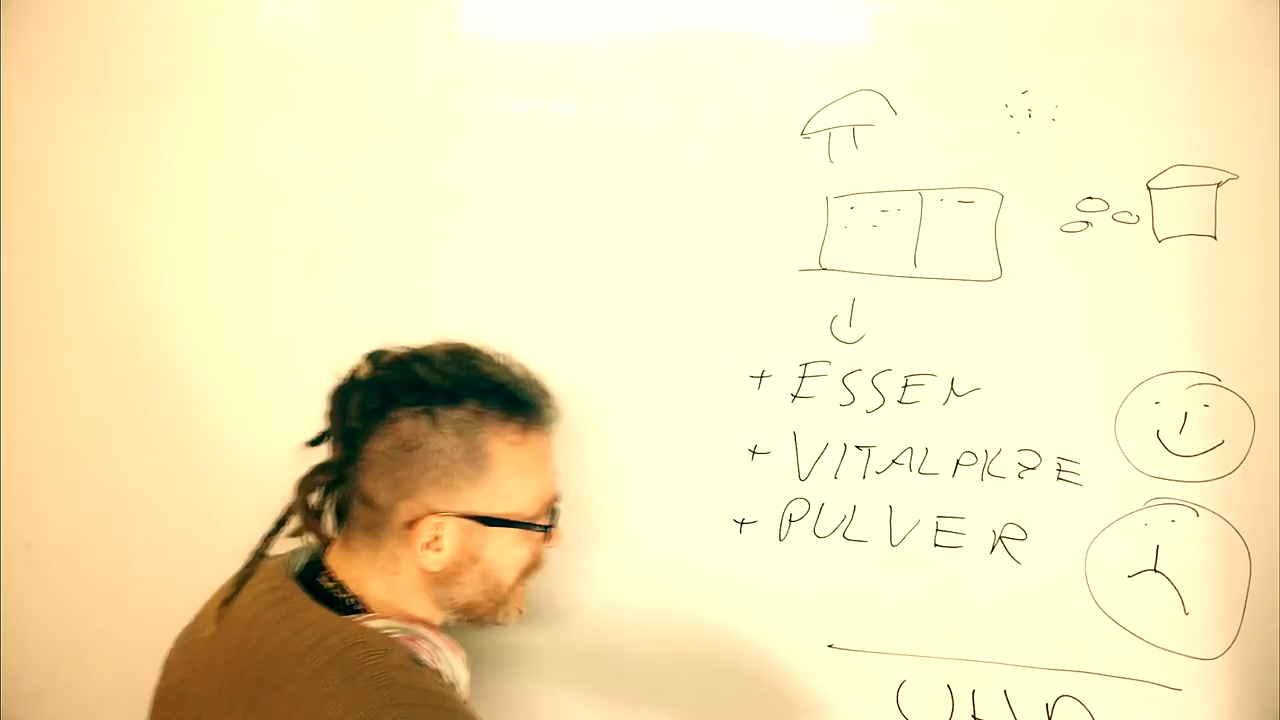 + ESSEN
+ VITALPILZE
+ PULVER